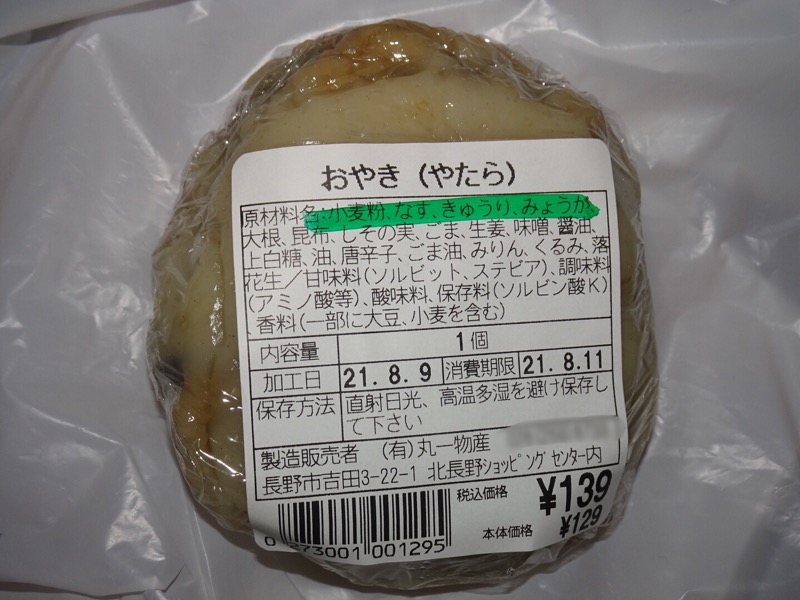 おやき（やたら）
原材料名:小麦粉、なす、きゅうり、みょうが、
大根、昆布、しその実、ごま、生姜、味噌、醤油、
上白糖、油、唐辛子、ごま油、みりん、くるみ、落
花生／甘味料(ソルビット、ステビア)、調味料
(アミノ酸等)、酸味料、保存料(ソルビン酸K)、
香料(一部に大豆、小麦を含む)
内容量 1個
加工日 21.8.9 消費期限 21.8.11
保存方法 直射日光、高温多湿を避け保存し
て下さい
製造販売者 (有)丸一物産
長野市吉田3-22-1 北長野ショッピングセンター内
税込価格 ¥139
本体価格 ¥129
0 273001 001295